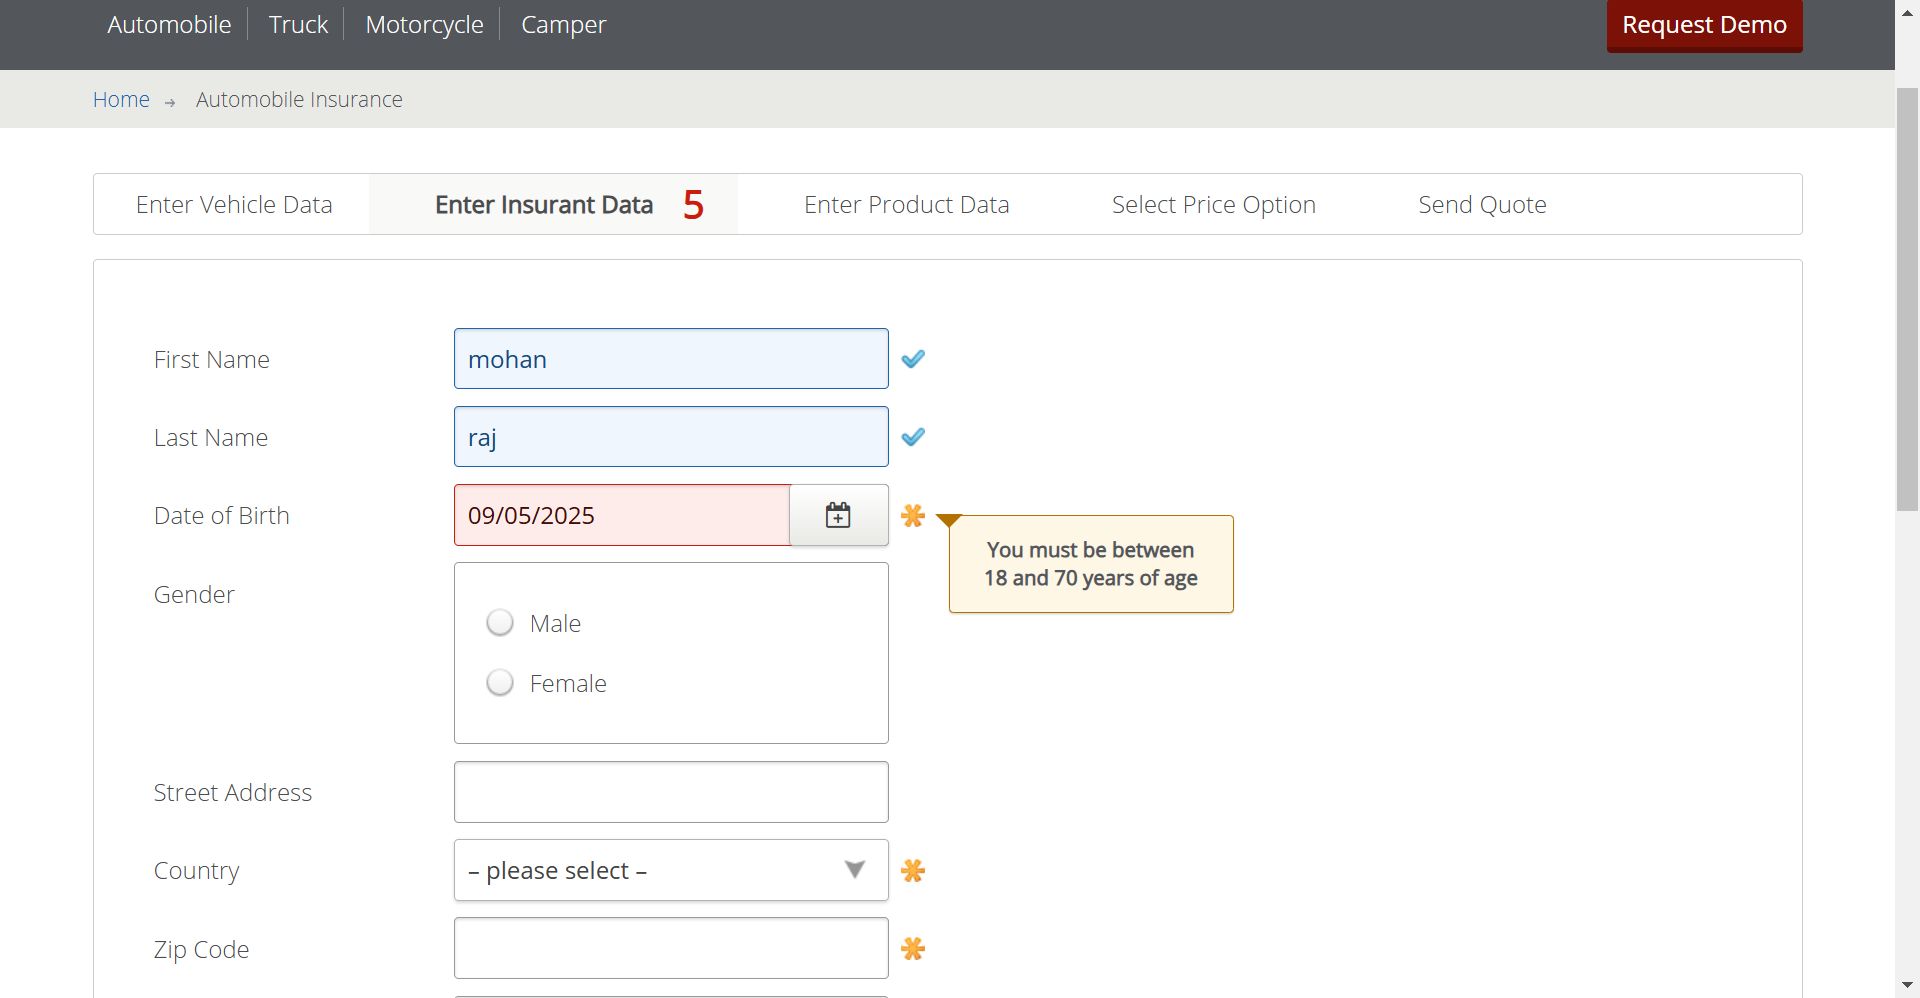 Automobile Truck Motorcycle Camper Request Demo
Home → Automobile Insurance
Enter Vehicle Data Enter Insurant Data 5 Enter Product Data Select Price Option Send Quote
First Name mohan
Last Name raj
Date of Birth 09/05/2025
You must be between
18 and 70 years of age
Gender
Male
Female
Street Address
Country – please select –
Zip Code